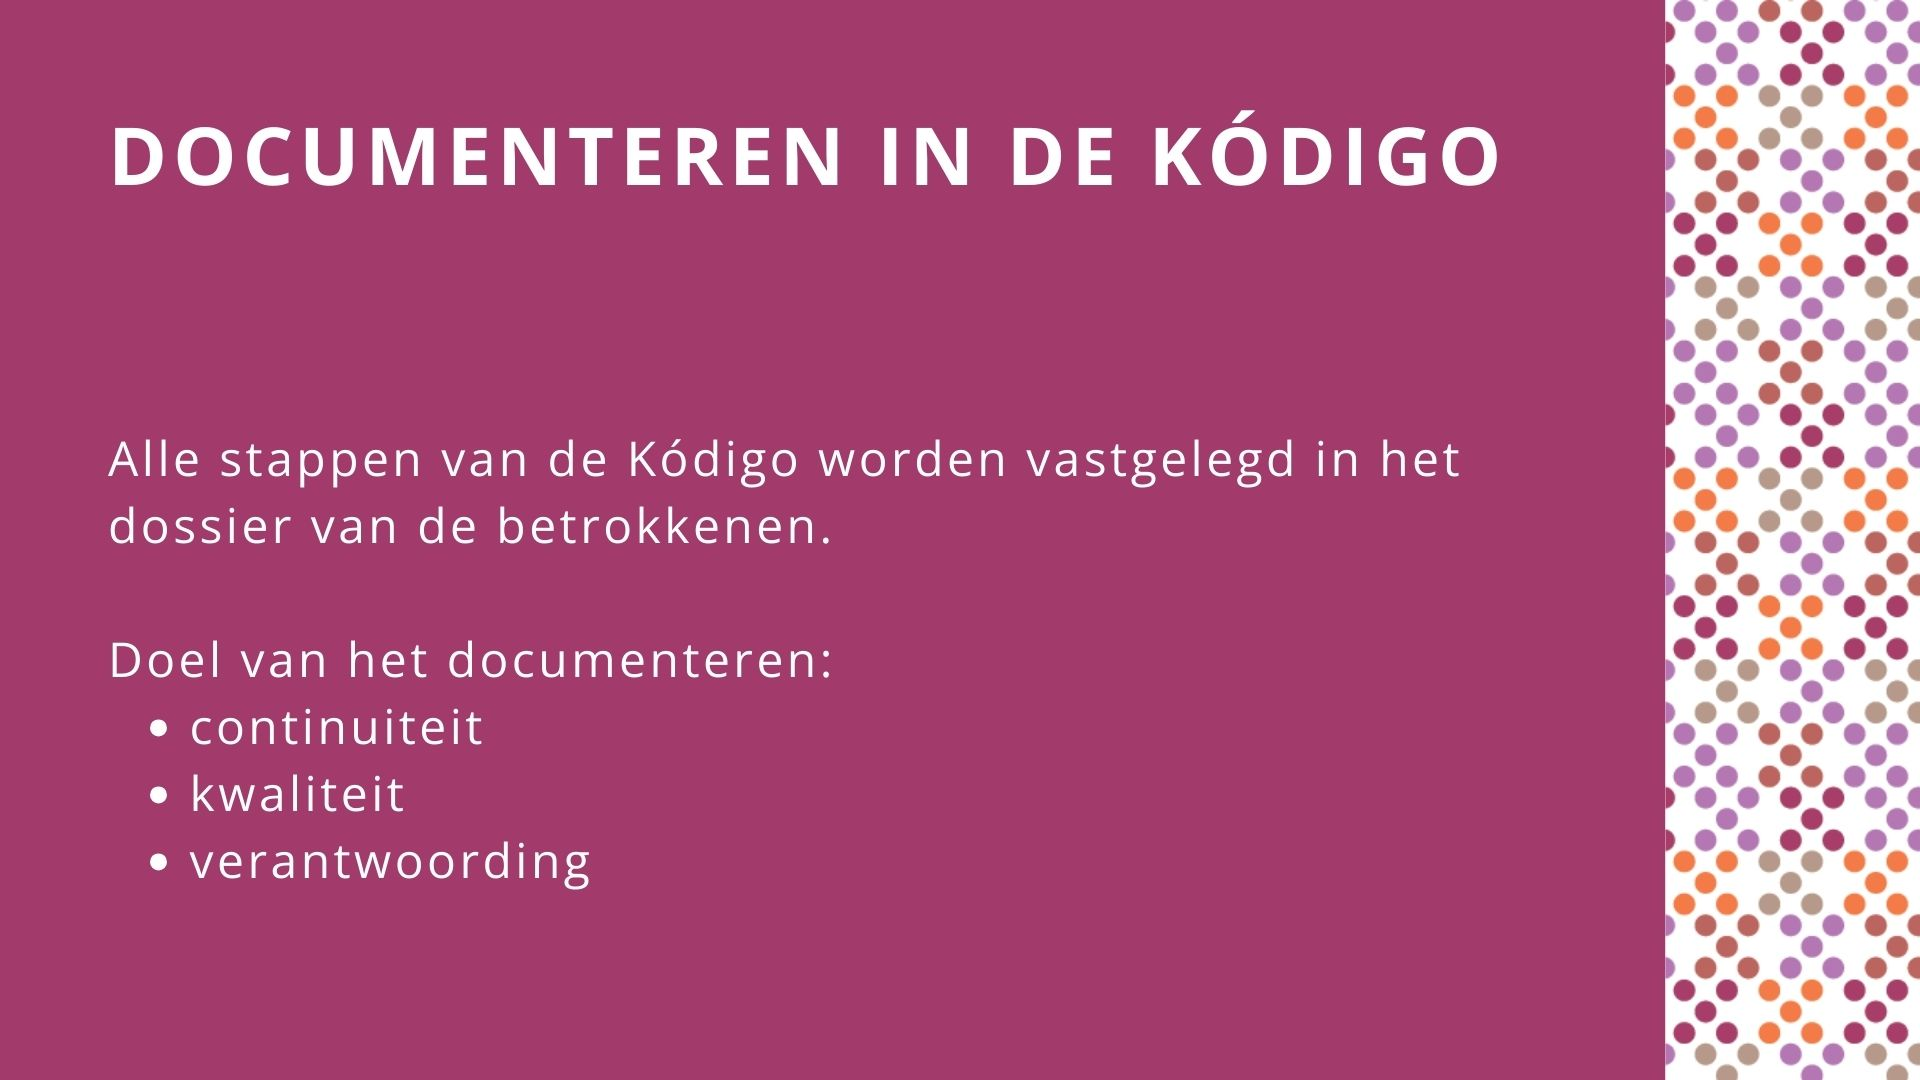 DOCUMENTEREN IN DE KÓDIGO
Alle stappen van de Kódigo worden vastgelegd in het
dossier van de betrokkenen.
Doel van het documenteren:
• continuiteit
• kwaliteit
• verantwoording